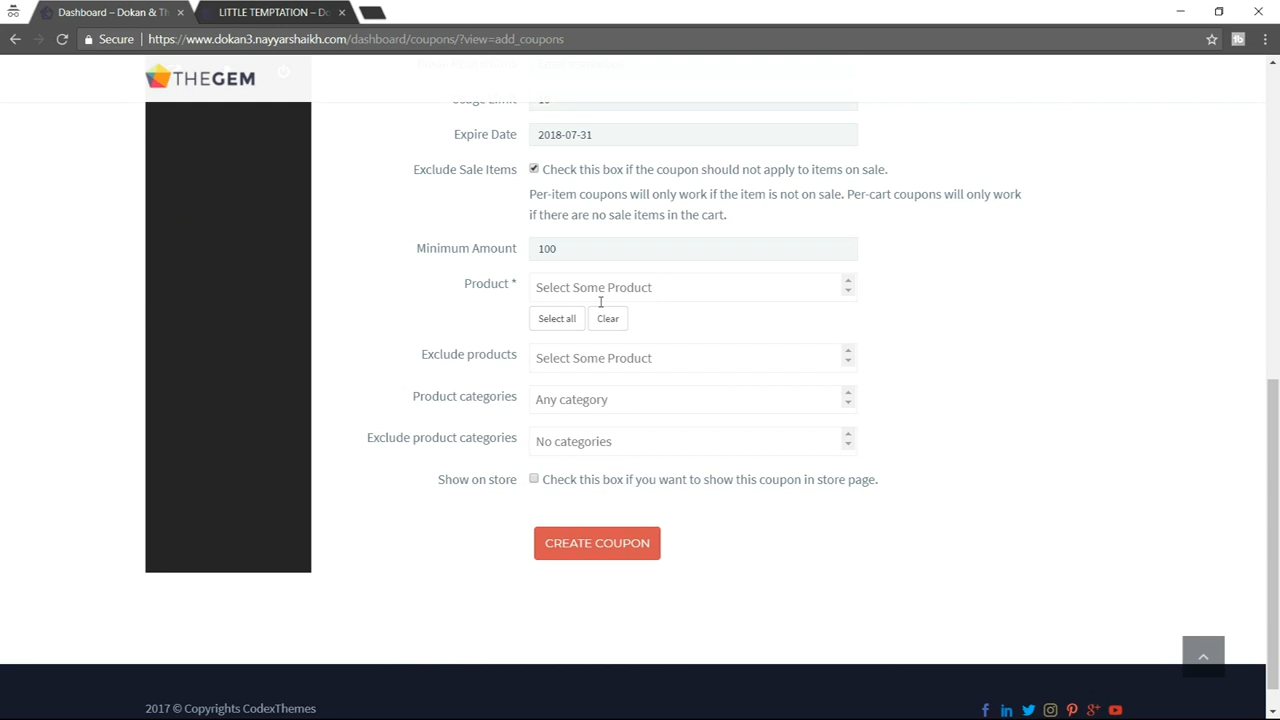 Dashboard – Dokan & Th
LITTLE TEMPTATION – Do
Secure
https://www.dokan3.nayyarshaikh.com/dashboard/coupons/?view=add_coupons
THEGEM
Usage Limit
Expire Date
2018-07-31
Exclude Sale Items
Check this box if the coupon should not apply to items on sale.
Per-item coupons will only work if the item is not on sale. Per-cart coupons will only work
if there are no sale items in the cart.
Minimum Amount
100
Product *
Select Some Product
Select all
Clear
Exclude products
Select Some Product
Product categories
Any category
Exclude product categories
No categories
Show on store
Check this box if you want to show this coupon in store page.
CREATE COUPON
2017 © Copyrights CodexThemes